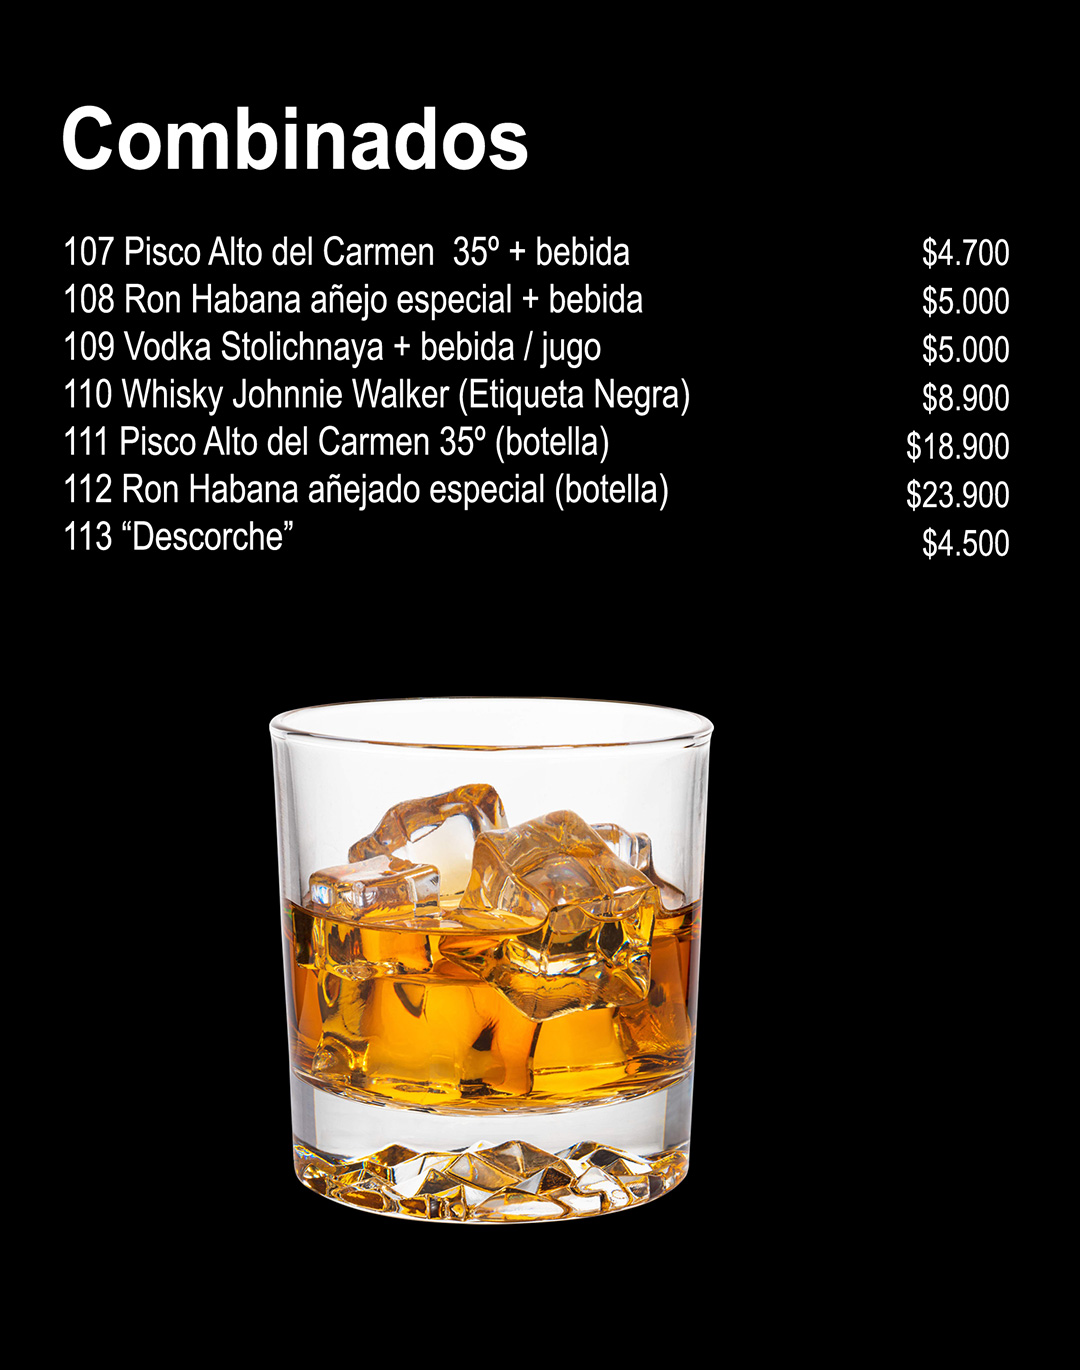 Combinados
107 Pisco Alto del Carmen  35º + bebida $4.700
108 Ron Habana añejo especial + bebida $5.000
109 Vodka Stolichnaya + bebida / jugo $5.000
110 Whisky Johnnie Walker (Etiqueta Negra) $8.900
111 Pisco Alto del Carmen 35º (botella) $18.900
112 Ron Habana añejado especial (botella) $23.900
113 “Descorche” $4.500